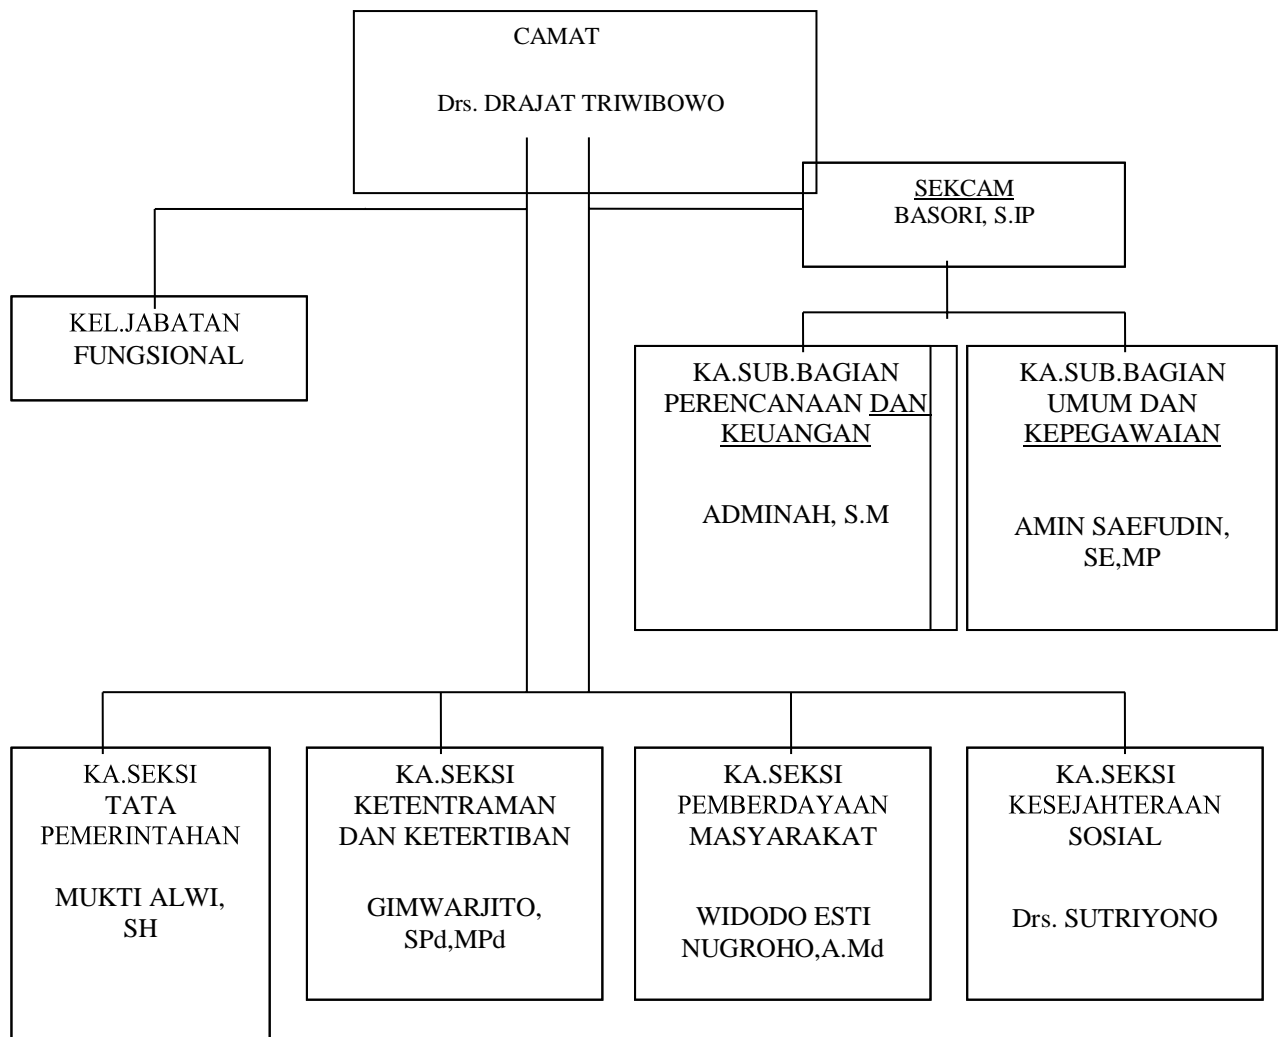 CAMAT
Drs. DRAJAT TRIWIBOWO
SEKCAM
BASORI, S.IP
KEL.JABATAN
FUNGSIONAL
KA.SUB.BAGIAN
PERENCANAAN DAN
KEUANGAN
ADMINAH, S.M
KA.SUB.BAGIAN
UMUM DAN
KEPEGAWAIAN
AMIN SAEFUDIN,
SE,MP
KA.SEKSI
TATA
PEMERINTAHAN
MUKTI ALWI,
SH
KA.SEKSI
KETENTRAMAN
DAN KETERTIBAN
GIMWARJITO,
SPd,MPd
KA.SEKSI
PEMBERDAYAAN
MASYARAKAT
WIDODO ESTI
NUGROHO,A.Md
KA.SEKSI
KESEJAHTERAAN
SOSIAL
Drs. SUTRIYONO